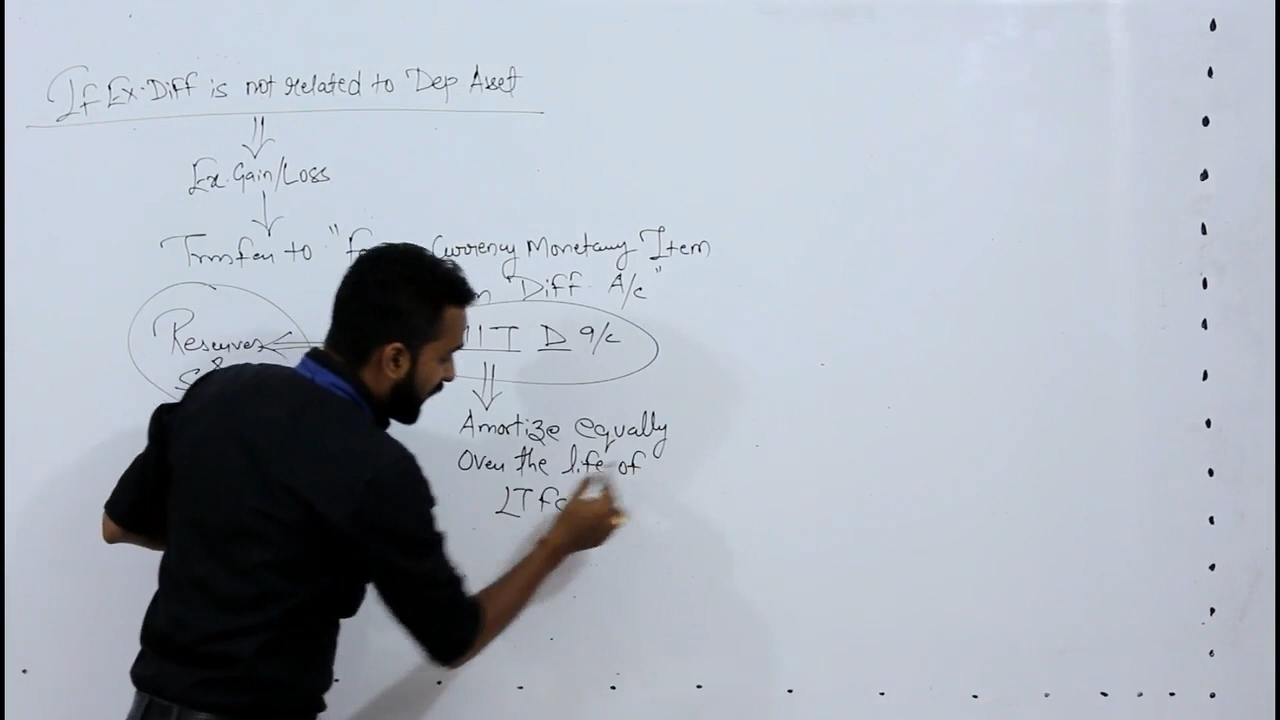 If Ex. Diff is not related to Dep Asset
Ex. Gain/Loss
to " Currency Monetary Item
Diff. A/c "
Reserves D a/c
&
Amortize equally
Over the life of
LT